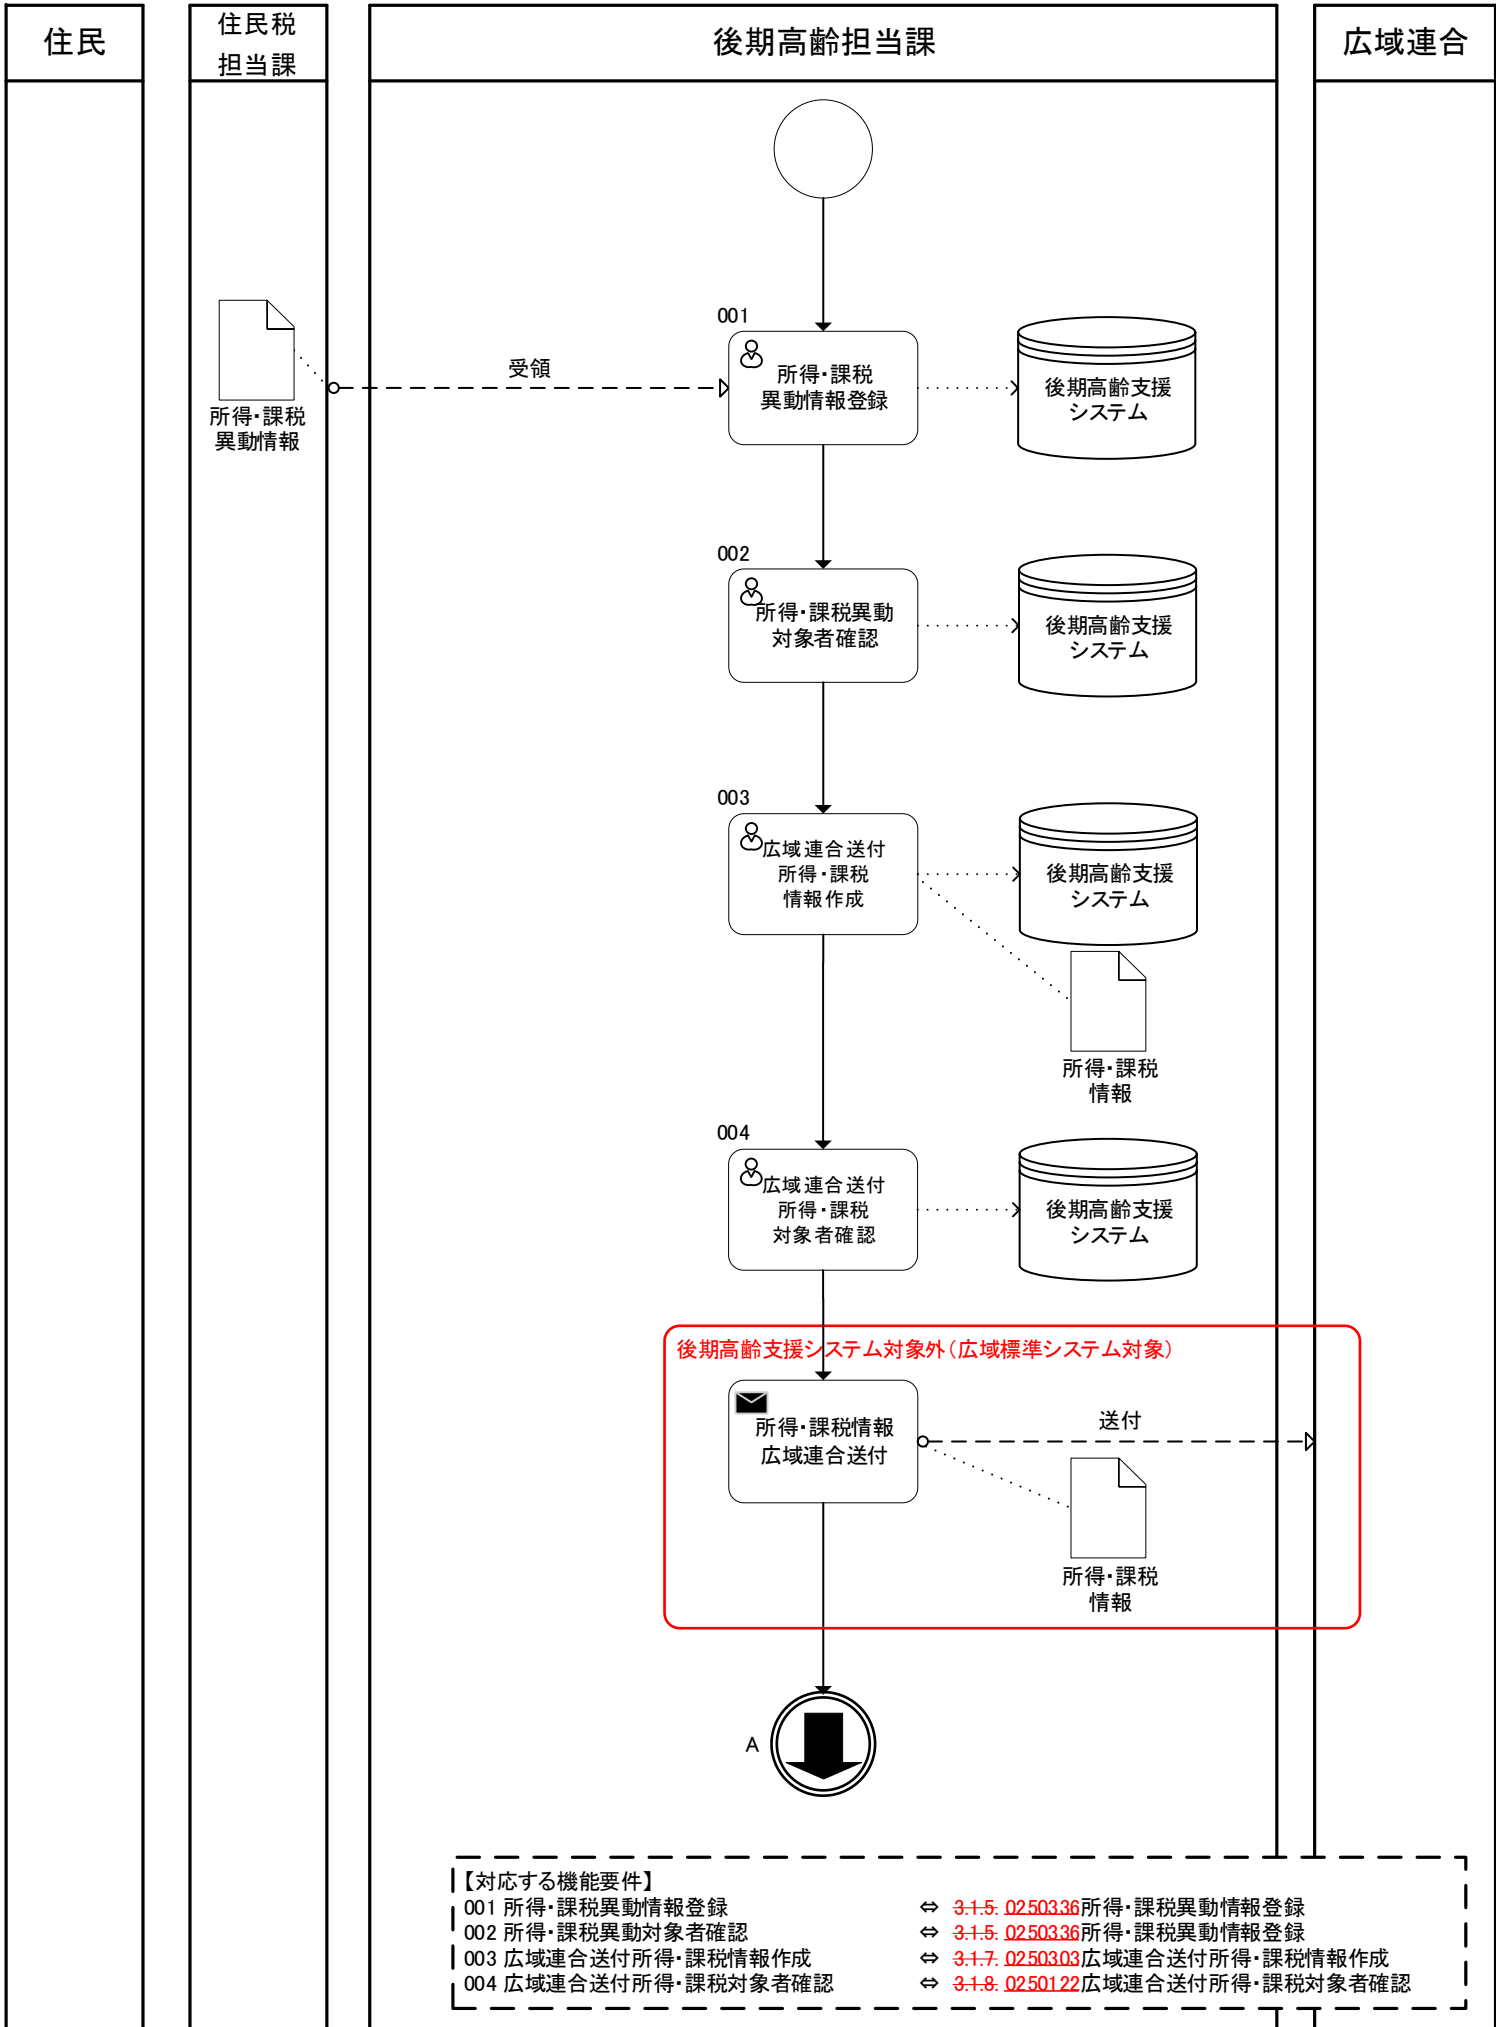 住民
住民税
担当課
後期高齢担当課
広域連合
001
所得・課税
異動情報登録
受領
所得・課税
異動情報
後期高齢支援
システム
002
所得・課税異動
対象者確認
後期高齢支援
システム
003
広域連合送付
所得・課税
情報作成
後期高齢支援
システム
所得・課税
情報
004
広域連合送付
所得・課税
対象者確認
後期高齢支援
システム
後期高齢支援システム対象外（広域標準システム対象）
所得・課税情報
広域連合送付
送付
所得・課税
情報
A
【対応する機能要件】
001 所得・課税異動情報登録 ⇔ 3.1.5. 0250336所得・課税異動情報登録
002 所得・課税異動対象者確認 ⇔ 3.1.5. 0250336所得・課税異動情報登録
003 広域連合送付所得・課税情報作成 ⇔ 3.1.7. 0250303広域連合送付所得・課税情報作成
004 広域連合送付所得・課税対象者確認 ⇔ 3.1.8. 0250122広域連合送付所得・課税対象者確認